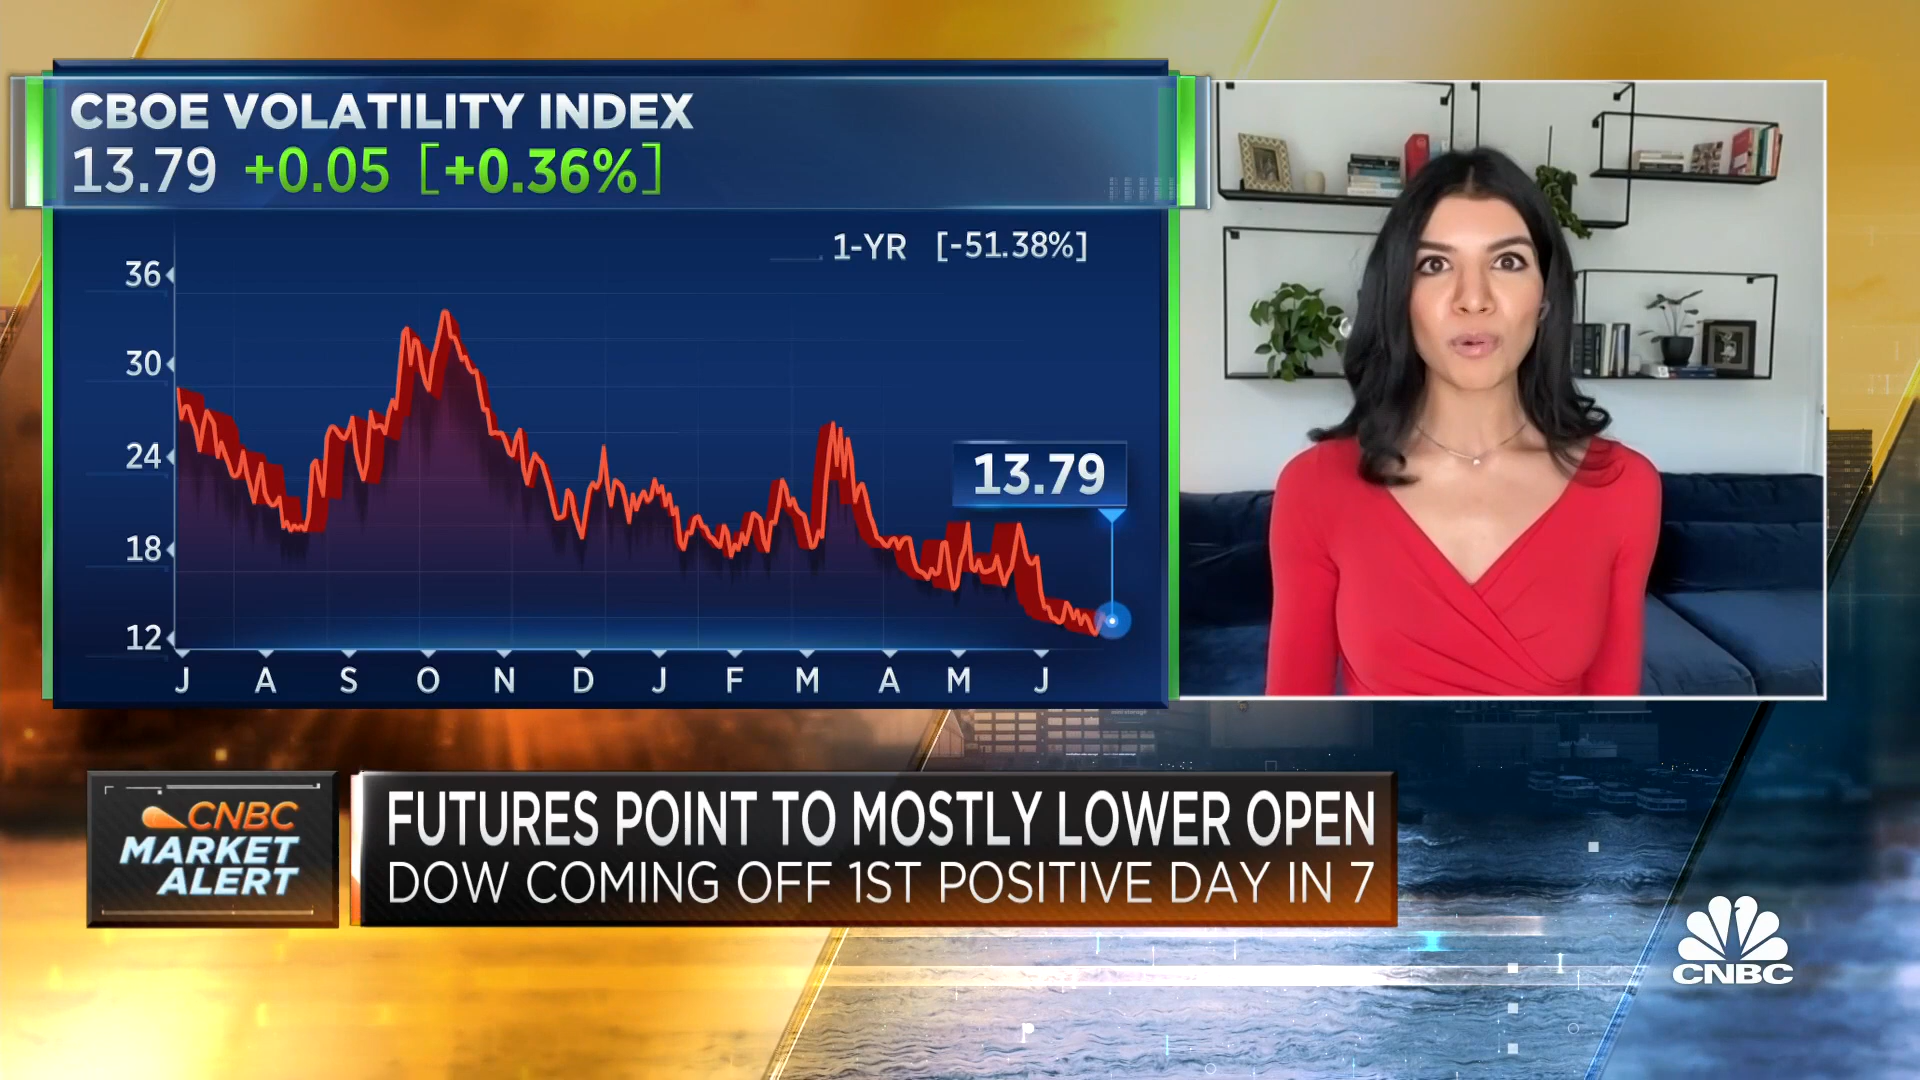 CBOE VOLATILITY INDEX
13.79 +0.05 [+0.36%]
1-YR [-51.38%]
36
30
24
18
12
13.79
J A S O N D J F M A M J
CNBC
MARKET
ALERT
FUTURES POINT TO MOSTLY LOWER OPEN
DOW COMING OFF 1ST POSITIVE DAY IN 7
CNBC